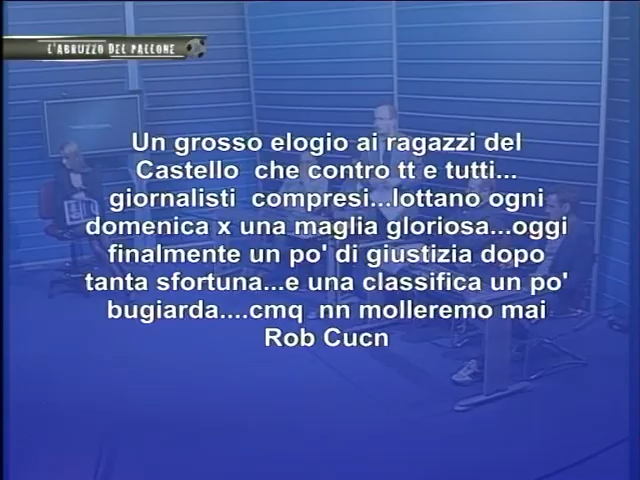 L'ABRUZZO DEL PALLONE
Un grosso elogio ai ragazzi del
Castello che contro tt e tutti...
giornalisti compresi...lottano ogni
domenica x una maglia gloriosa...oggi
finalmente un po' di giustizia dopo
tanta sfortuna...e una classifica un po'
bugiarda....cmq nn molleremo mai
Rob Cucn